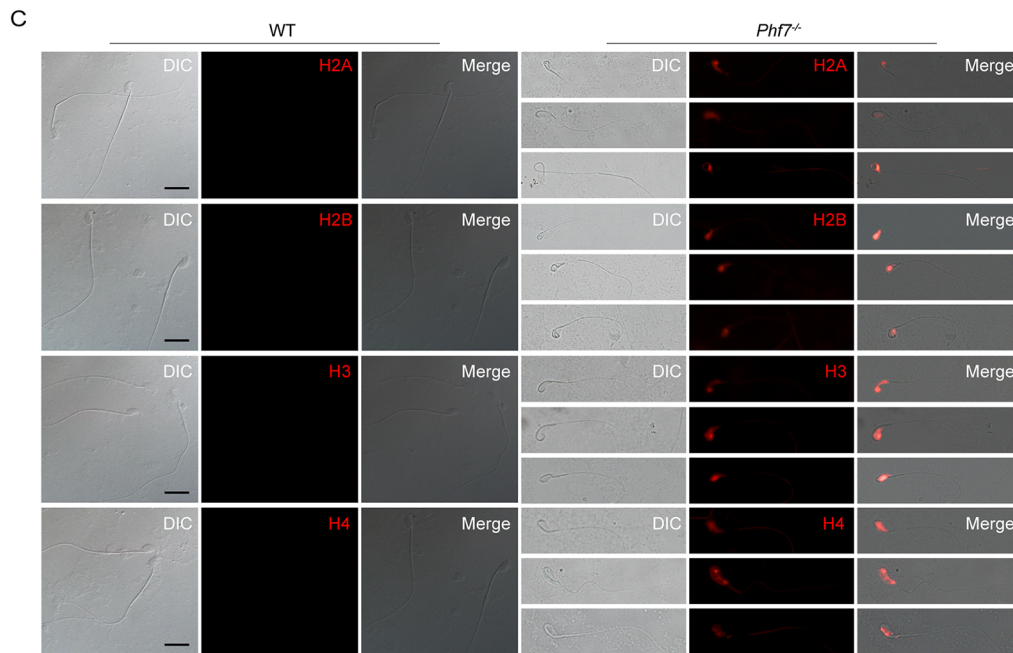 C
WT Phf7-/-
DIC H2A Merge DIC H2A Merge
DIC H2B Merge DIC H2B Merge
DIC H3 Merge DIC H3 Merge
DIC H4 Merge DIC H4 Merge